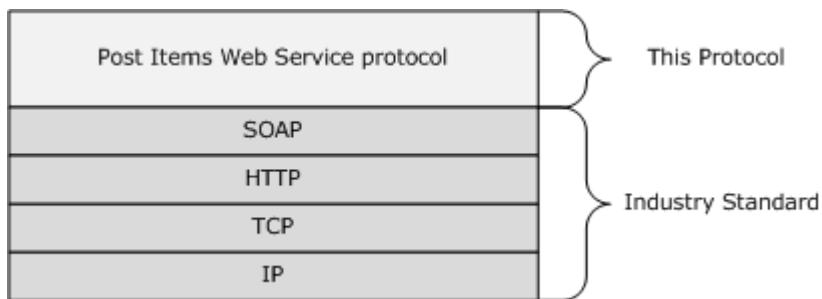 Post Items Web Service protocol
This Protocol
SOAP
HTTP
TCP
IP
Industry Standard